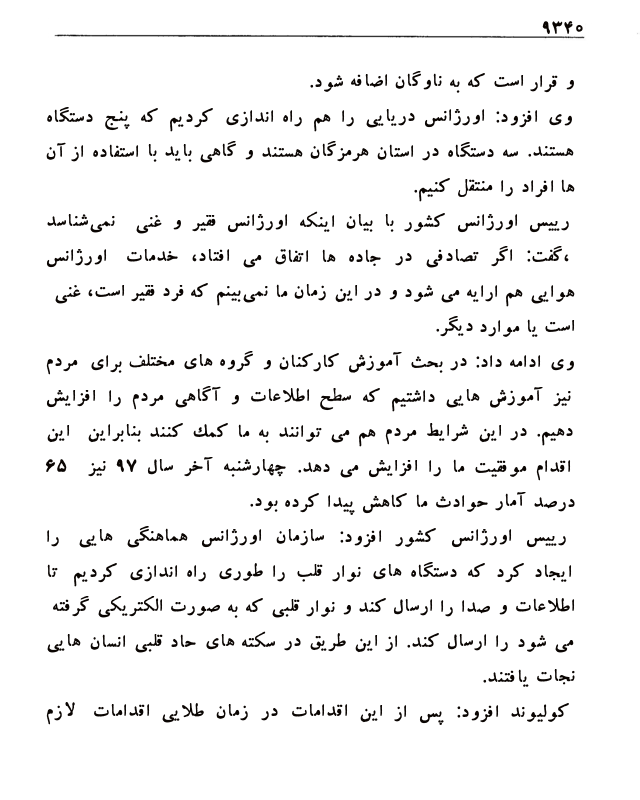 ۹۳۴۰
و قرار است که به ناوگان اضافه شود.
وی افزود: اورژانس دریایی را هم راه اندازی کردیم که پنج دستگاه
هستند. سه دستگاه در استان هرمزگان هستند و گاهی باید با استفاده از آن
ها افراد را منتقل کنیم.
رییس اورژانس کشور با بیان اینکه اورژانس فقیر و غنی نمی‌شناسد
،گفت: اگر تصادفی در جاده ها اتفاق می افتاد، خدمات اورژانس
هوایی هم ارایه می شود و در این زمان ما نمی‌بینم که فرد فقیر است، غنی
است یا موارد دیگر.
وی ادامه داد: در بحث آموزش کارکنان و گروه های مختلف برای مردم
نیز آموزش هایی داشتیم که سطح اطلاعات و آگاهی مردم را افزایش
دهیم. در این شرایط مردم هم می توانند به ما کمك کنند بنابراین این
اقدام موفقیت ما را افزایش می دهد. چهارشنبه آخر سال ۹۷ نیز ۶۵
درصد آمار حوادث ما کاهش پیدا کرده بود.
رییس اورژانس کشور افزود: سازمان اورژانس هماهنگی هایی را
ایجاد کرد که دستگاه های نوار قلب را طوری راه اندازی کردیم تا
اطلاعات و صدا را ارسال کند و نوار قلبی که به صورت الکتریکی گرفته
می شود را ارسال کند. از این طریق در سکته های حاد قلبی انسان هایی
نجات یافتند.
کولیوند افزود: پس از این اقدامات در زمان طلایی اقدامات لازم